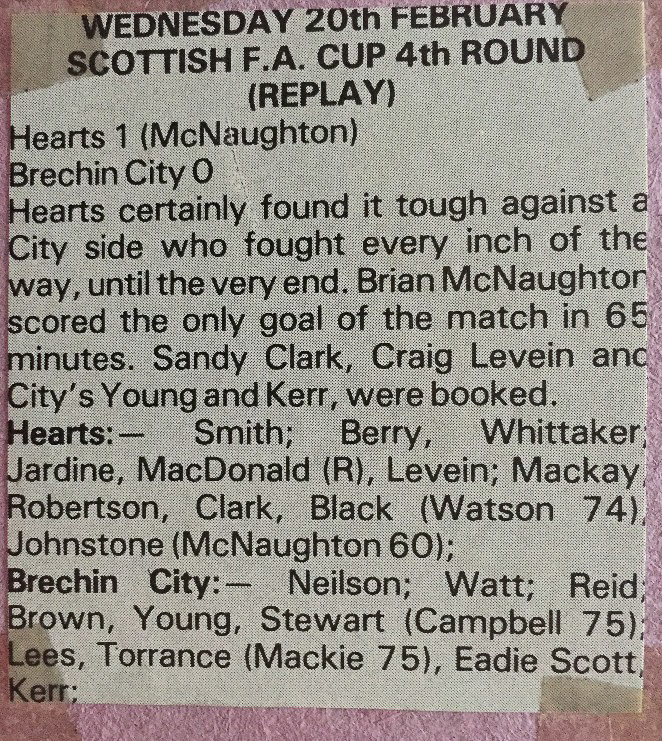 WEDNESDAY 20th FEBRUARY
SCOTTISH F.A. CUP 4th ROUND
(REPLAY)
Hearts 1 (McNaughton)
Brechin City 0
Hearts certainly found it tough against a
City side who fought every inch of the
way, until the very end. Brian McNaughton
scored the only goal of the match in 65
minutes. Sandy Clark, Craig Levein and
City's Young and Kerr, were booked.
Hearts:— Smith; Berry, Whittaker;
Jardine, MacDonald (R), Levein; Mackay,
Robertson, Clark, Black (Watson 74),
Johnstone (McNaughton 60);
Brechin City:— Neilson; Watt; Reid;
Brown, Young, Stewart (Campbell 75);
Lees, Torrance (Mackie 75), Eadie Scott,
Kerr;